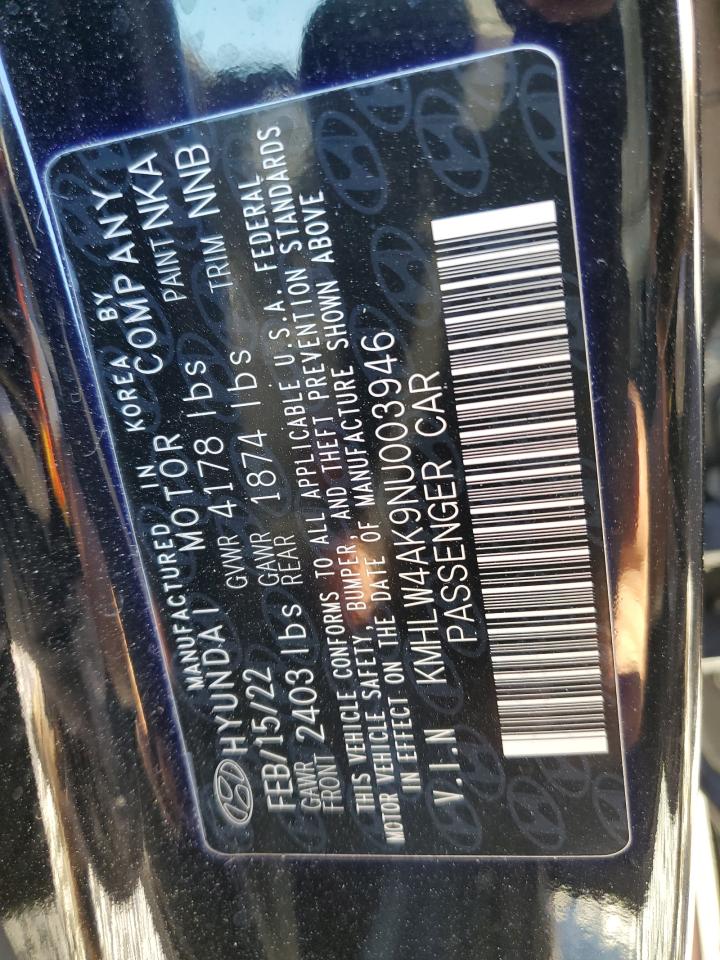 MANUFACTURED IN KOREA BY
HYUNDAI MOTOR COMPANY
FEB/15/22 GVWR 4178 lbs PAINT NKA
GAWR FRONT 2403 lbs GAWR REAR 1874 lbs TRIM NNB
THIS VEHICLE CONFORMS TO ALL APPLICABLE U.S.A. FEDERAL
MOTOR VEHICLE SAFETY, BUMPER, AND THEFT PREVENTION STANDARDS
IN EFFECT ON THE DATE OF MANUFACTURE SHOWN ABOVE
V.I.N KMHLW4AK9NU003946
PASSENGER CAR